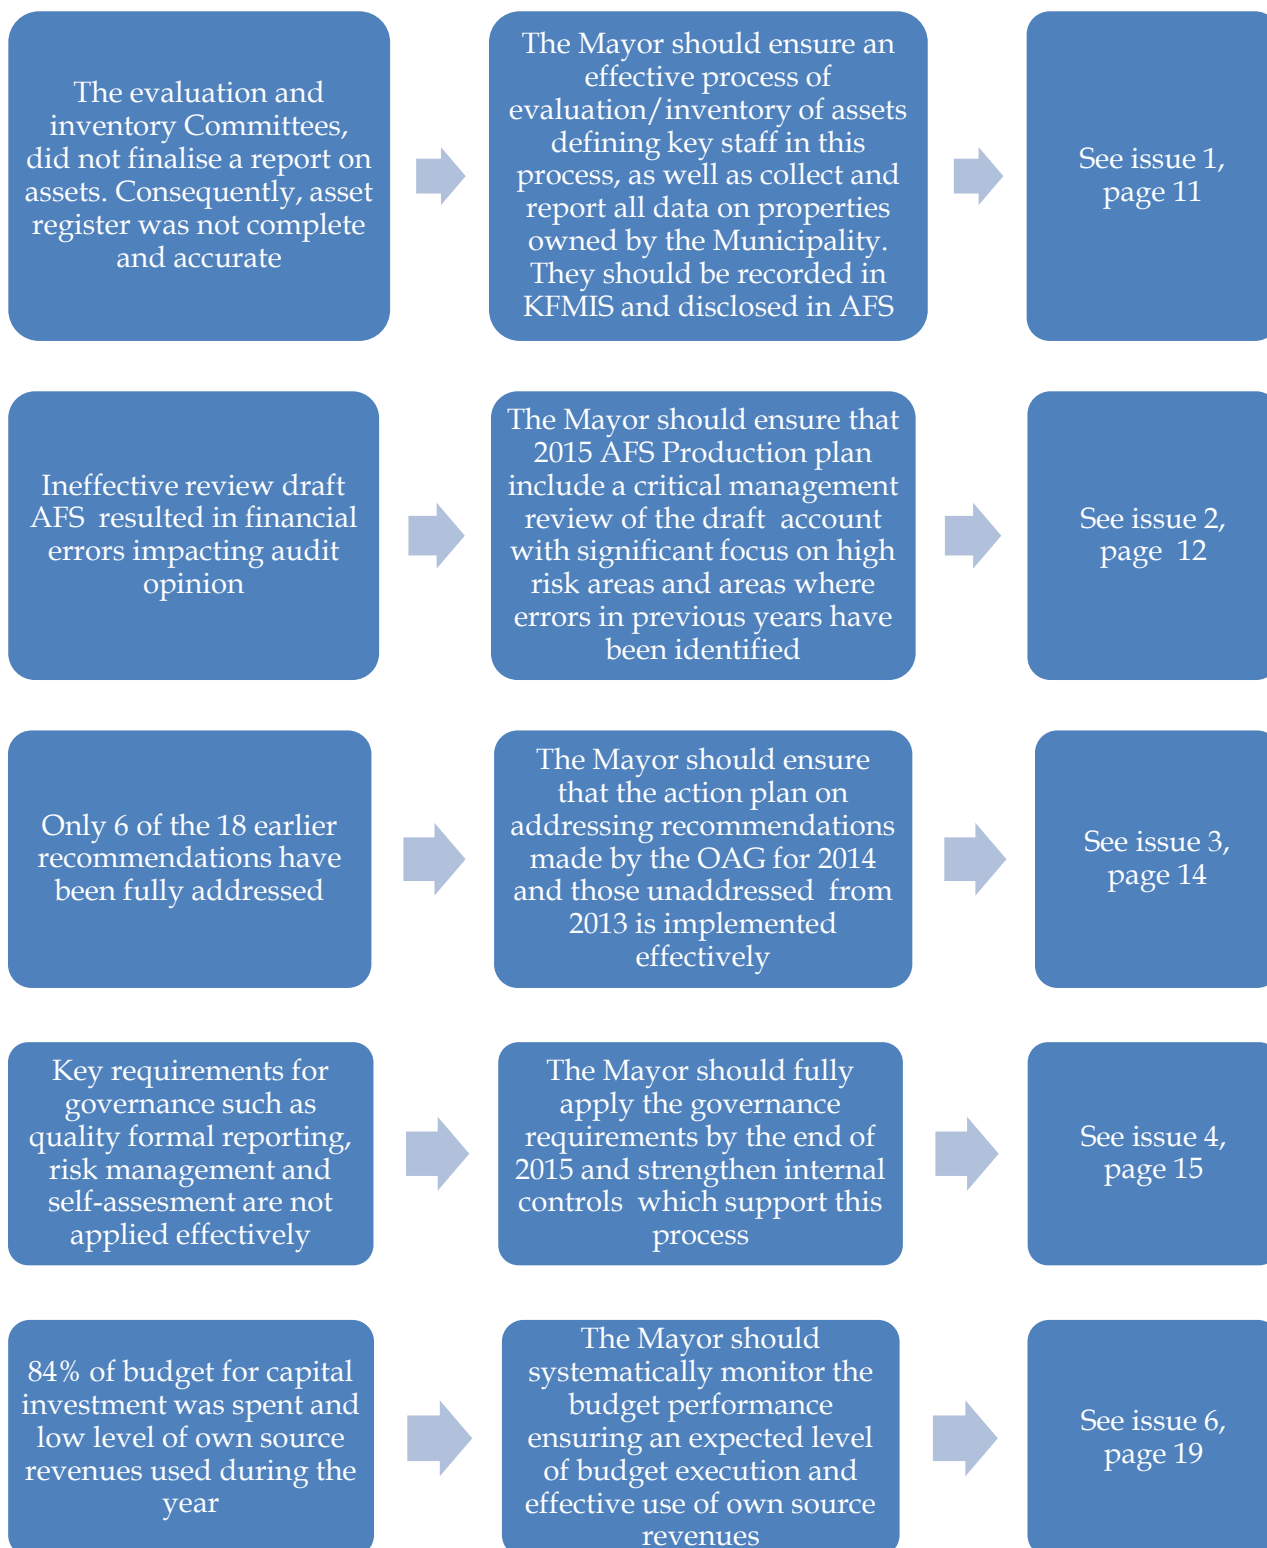 The evaluation and
inventory Committees,
did not finalise a report on
assets. Consequently, asset
register was not complete
and accurate
The Mayor should ensure an
effective process of
evaluation/inventory of assets
defining key staff in this
process, as well as collect and
report all data on properties
owned by the Municipality.
They should be recorded in
KFMIS and disclosed in AFS
See issue 1,
page 11
Ineffective review draft
AFS resulted in financial
errors impacting audit
opinion
The Mayor should ensure that
2015 AFS Production plan
include a critical management
review of the draft account
with significant focus on high
risk areas and areas where
errors in previous years have
been identified
See issue 2,
page 12
Only 6 of the 18 earlier
recommendations have
been fully addressed
The Mayor should ensure
that the action plan on
addressing recommendations
made by the OAG for 2014
and those unaddressed from
2013 is implemented
effectively
See issue 3,
page 14
Key requirements for
governance such as
quality formal reporting,
risk management and
self-assesment are not
applied effectively
The Mayor should fully
apply the governance
requirements by the end of
2015 and strengthen internal
controls which support this
process
See issue 4,
page 15
84% of budget for capital
investment was spent and
low level of own source
revenues used during the
year
The Mayor should
systematically monitor the
budget performance
ensuring an expected level
of budget execution and
effective use of own source
revenues
See issue 6,
page 19